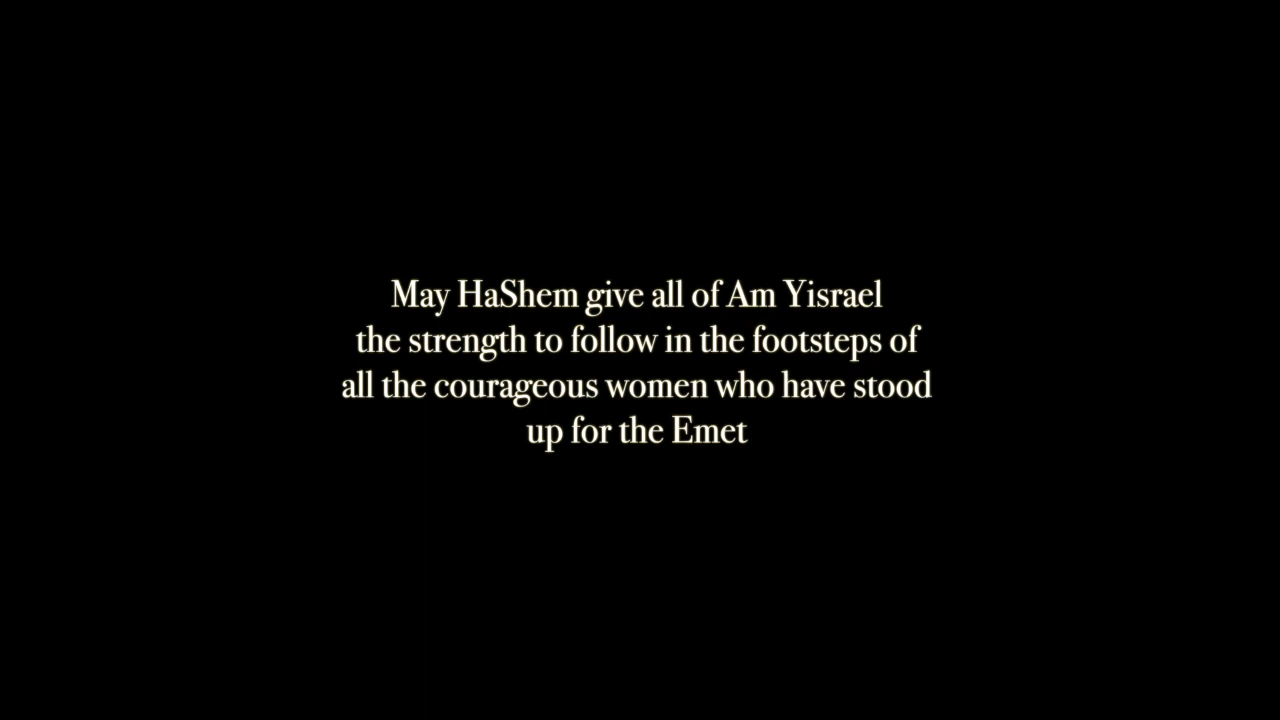 May HaShem give all of Am Yisrael
the strength to follow in the footsteps of
all the courageous women who have stood
up for the Emet